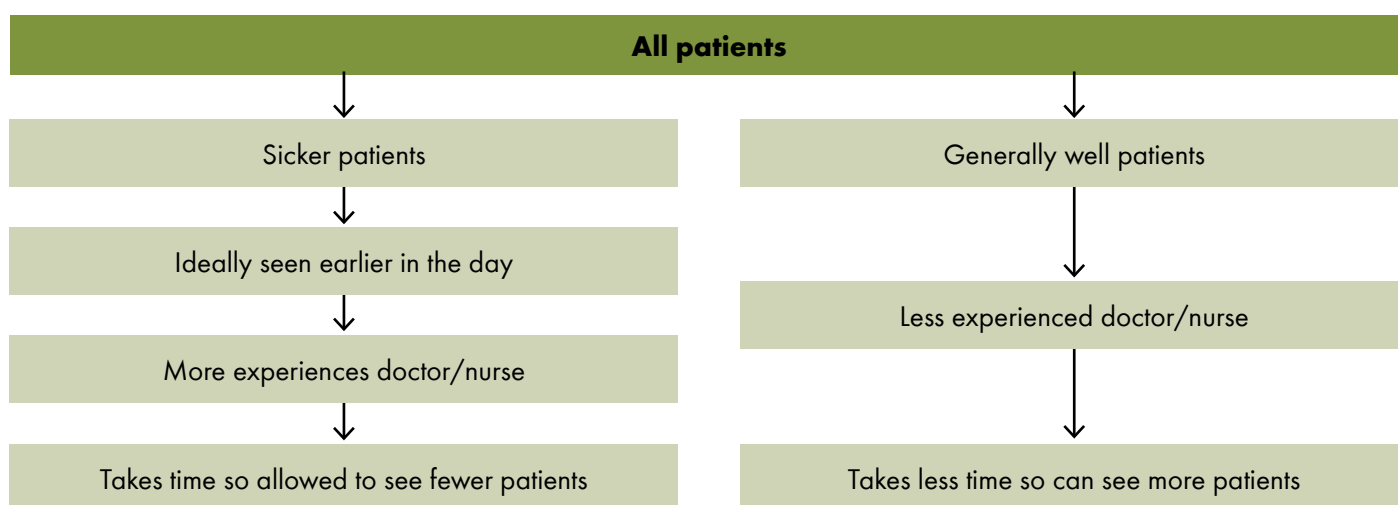 All patients
Sicker patients
Ideally seen earlier in the day
More experiences doctor/nurse
Takes time so allowed to see fewer patients
Generally well patients
Less experienced doctor/nurse
Takes less time so can see more patients